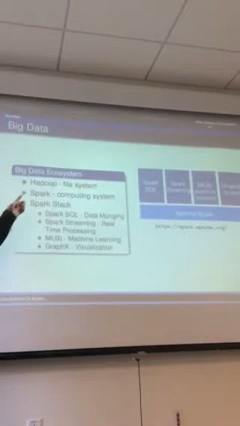 Big Data
Big Data Ecosystem
Hadoop - file system
Spark - computing system
Spark Stack
Spark SQL - Data Munging
Spark Streaming - Real
Time Processing
MLlib - Machine Learning
GraphX - Visualization
Spark
SQL
Spark
Streaming
MLlib
Apache Spark
https://spark.apache.org/